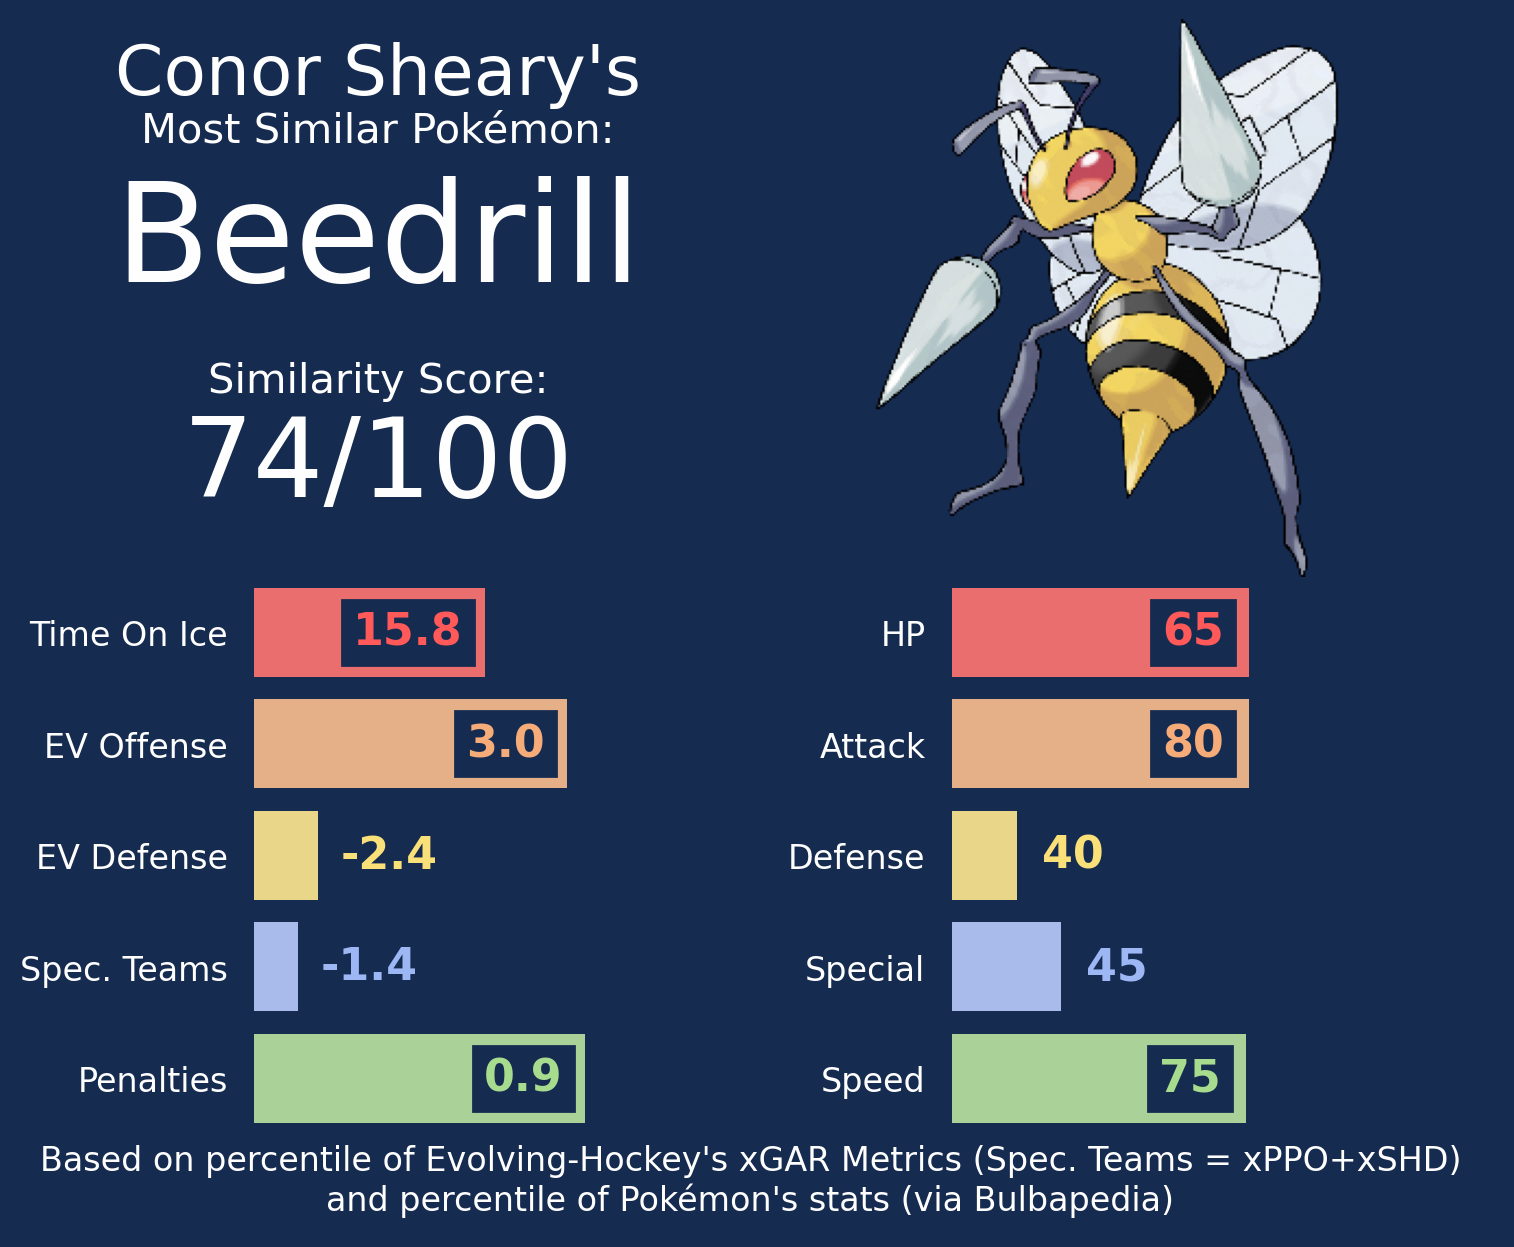 Conor Sheary's
Most Similar Pokémon:
Beedrill
Similarity Score:
74/100
Time On Ice 15.8
EV Offense 3.0
EV Defense -2.4
Spec. Teams -1.4
Penalties 0.9
HP 65
Attack 80
Defense 40
Special 45
Speed 75
Based on percentile of Evolving-Hockey's xGAR Metrics (Spec. Teams = xPPO+xSHD)
and percentile of Pokémon's stats (via Bulbapedia)